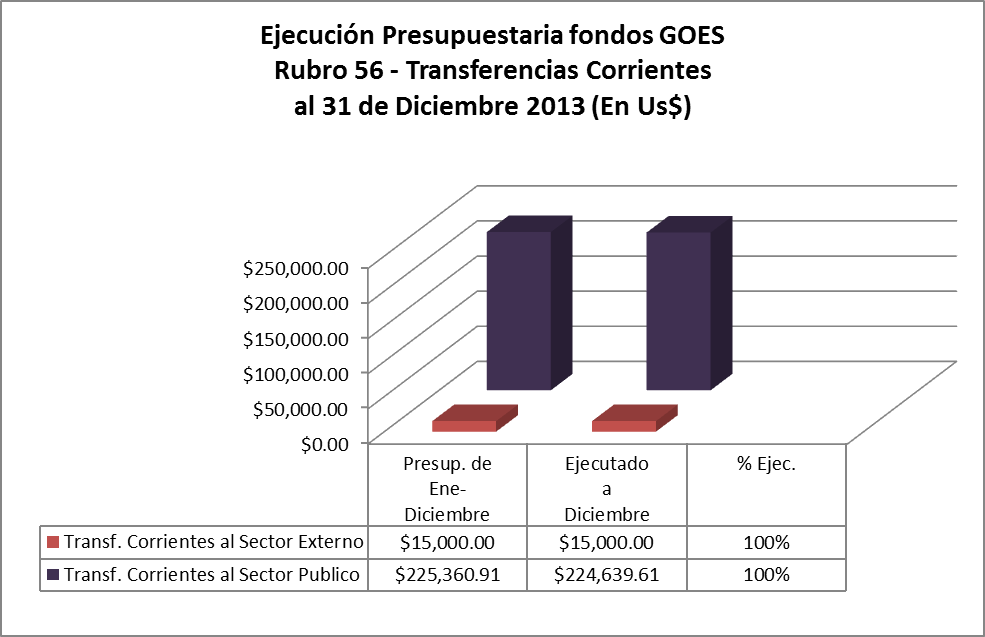 Ejecución Presupuestaria fondos GOES
Rubro 56 - Transferencias Corrientes
al 31 de Diciembre 2013 (En Us$)
$250,000.00
$200,000.00
$150,000.00
$100,000.00
$50,000.00
$0.00
Presup. de
Ene-
Diciembre
Ejecutado
a
Diciembre
% Ejec.
Transf. Corrientes al Sector Externo $15,000.00 $15,000.00 100%
Transf. Corrientes al Sector Publico $225,360.91 $224,639.61 100%